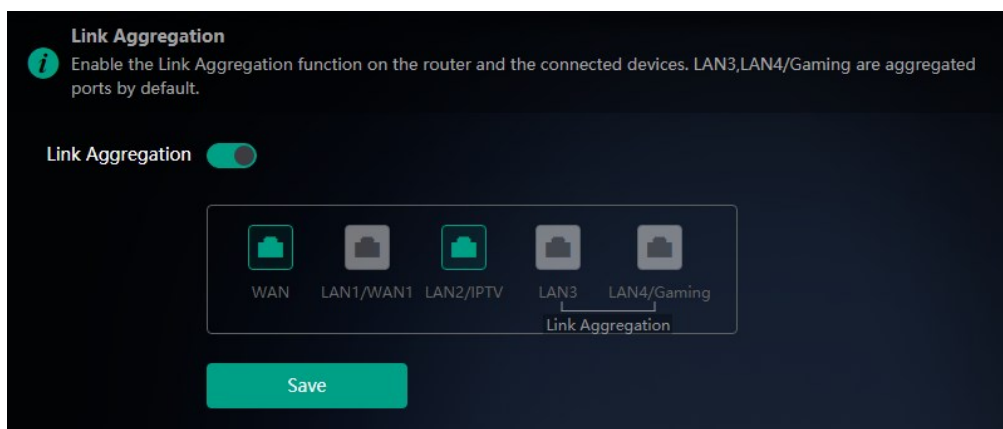 Link Aggregation
i
Enable the Link Aggregation function on the router and the connected devices. LAN3,LAN4/Gaming are aggregated
ports by default.
Link Aggregation
WAN LAN1/WAN1 LAN2/IPTV LAN3 LAN4/Gaming
Link Aggregation
Save